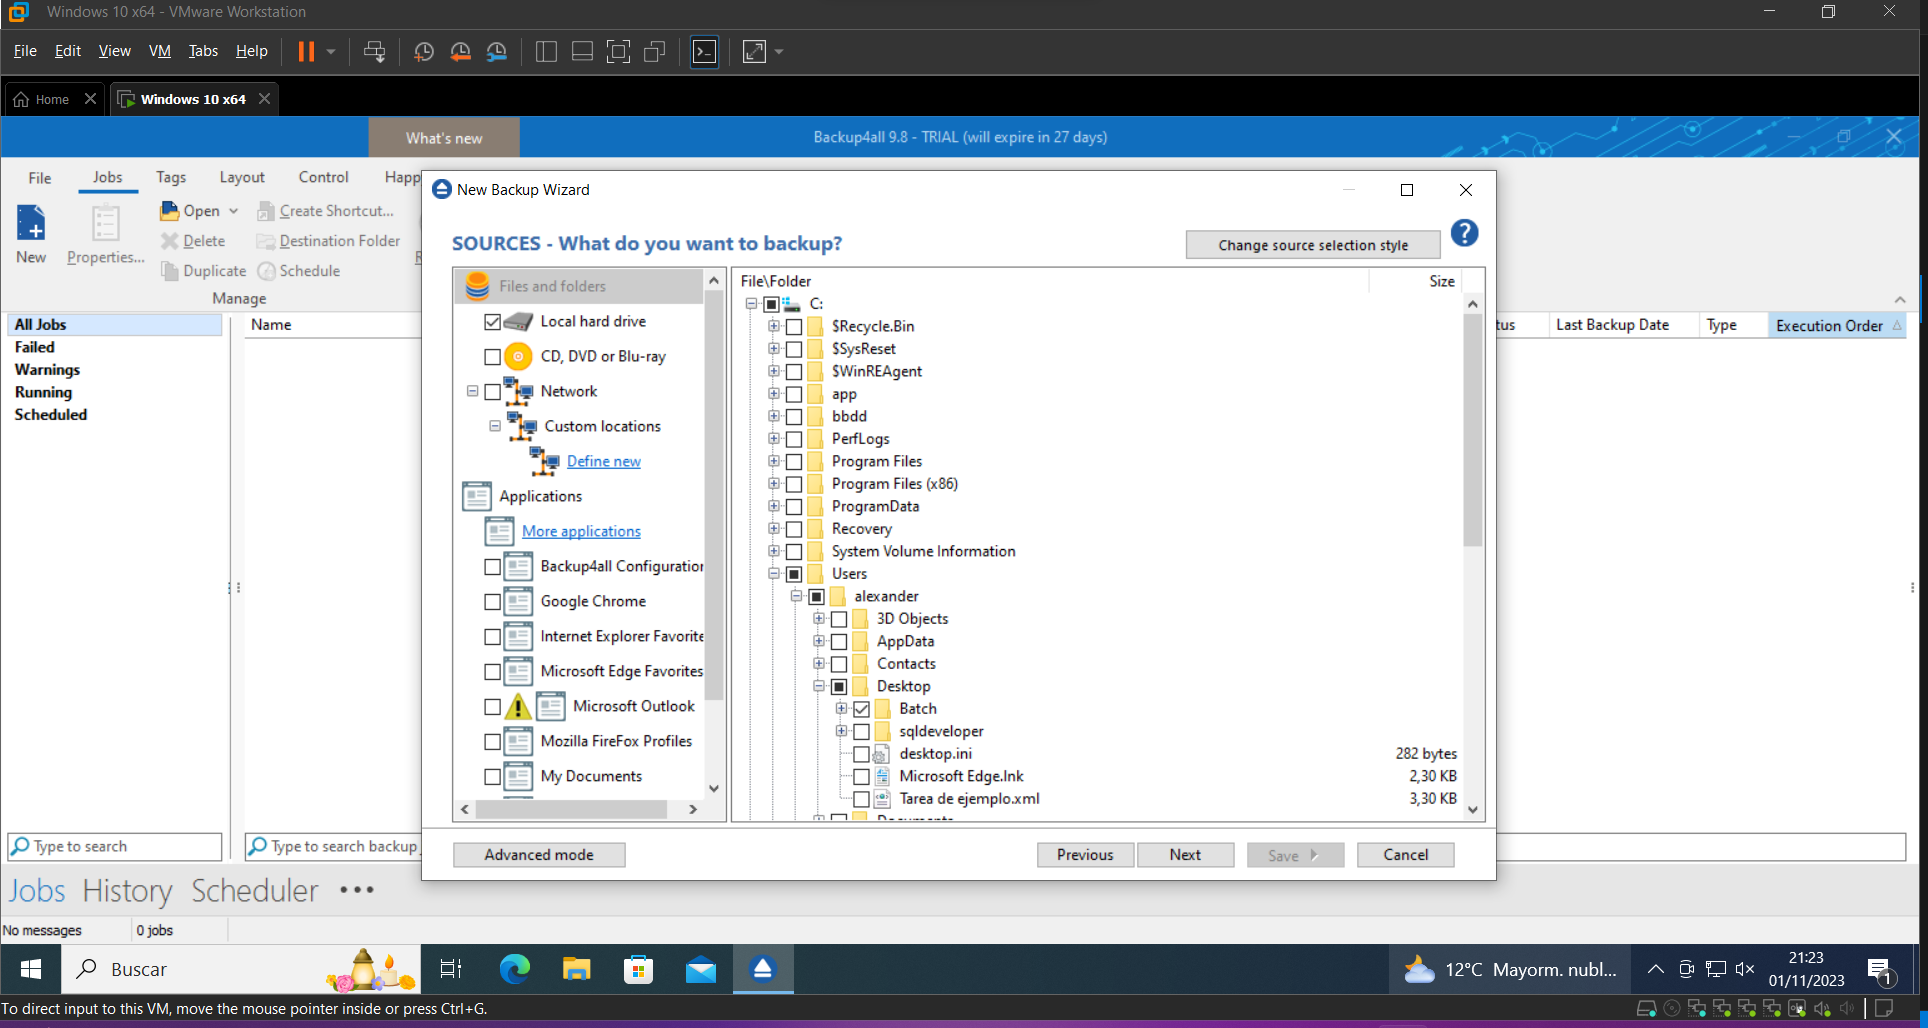 Windows 10 x64 - VMware Workstation
File Edit View VM Tabs Help
Home
Windows 10 x64
What's new
Backup4all 9.8 - TRIAL (will expire in 27 days)
File Jobs Tags Layout Control Happ
New
Properties...
Open
Delete
Duplicate
Create Shortcut...
Destination Folder
Schedule
Manage
All Jobs
Failed
Warnings
Running
Scheduled
Name
tus
Last Backup Date
Type
Execution Order
New Backup Wizard
SOURCES - What do you want to backup?
Change source selection style
?
Files and folders
Local hard drive
CD, DVD or Blu-ray
Network
Custom locations
Define new
Applications
More applications
Backup4all Configuration
Google Chrome
Internet Explorer Favorite
Microsoft Edge Favorites
Microsoft Outlook
Mozilla FireFox Profiles
My Documents
File\Folder
Size
C:
$Recycle.Bin
$SysReset
$WinREAgent
app
bbdd
PerfLogs
Program Files
Program Files (x86)
ProgramData
Recovery
System Volume Information
Users
alexander
3D Objects
AppData
Contacts
Desktop
Batch
sqldeveloper
desktop.ini 282 bytes
Microsoft Edge.lnk 2,30 KB
Tarea de ejemplo.xml 3,30 KB
Documents
Advanced mode
Previous
Next
Save
Cancel
Type to search
Type to search backup
Jobs History Scheduler •••
No messages
0 jobs
Buscar
12°C Mayorm. nubl...
21:23
01/11/2023
1
To direct input to this VM, move the mouse pointer inside or press Ctrl+G.